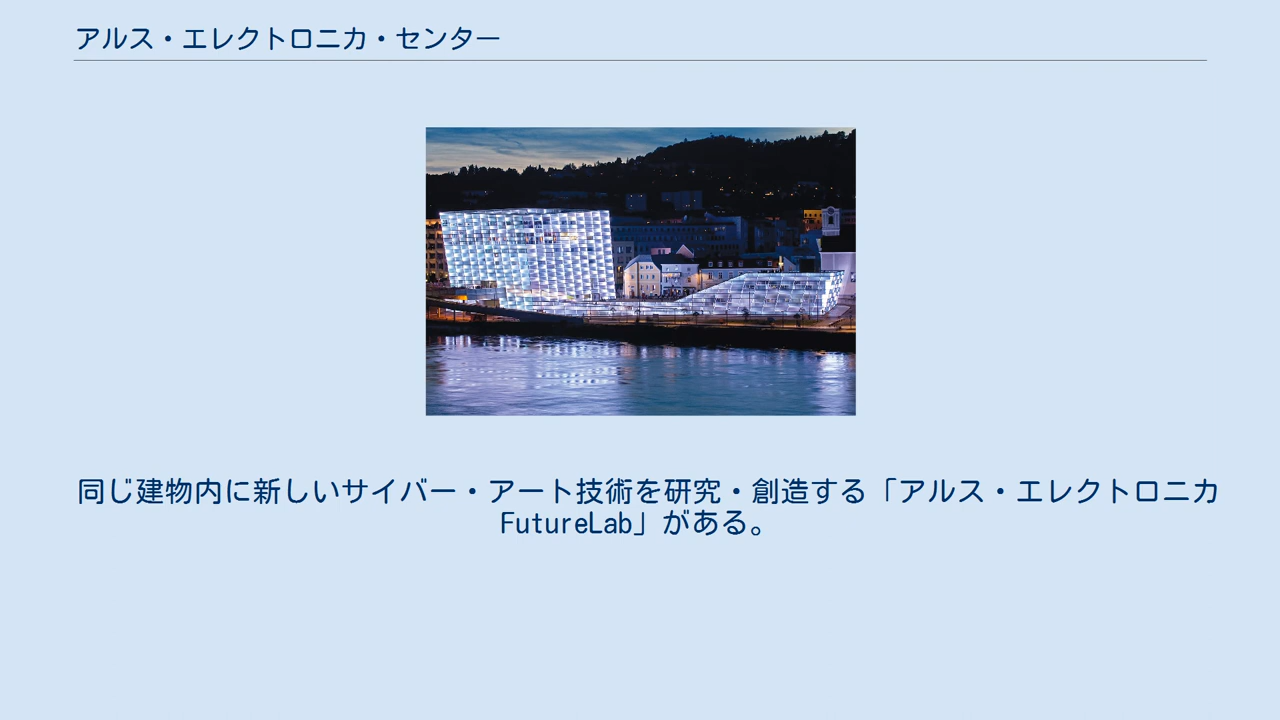 アルス・エレクトロニカ・センター
同じ建物内に新しいサイバー・アート技術を研究・創造する「アルス・エレクトロニカ
FutureLab」がある。